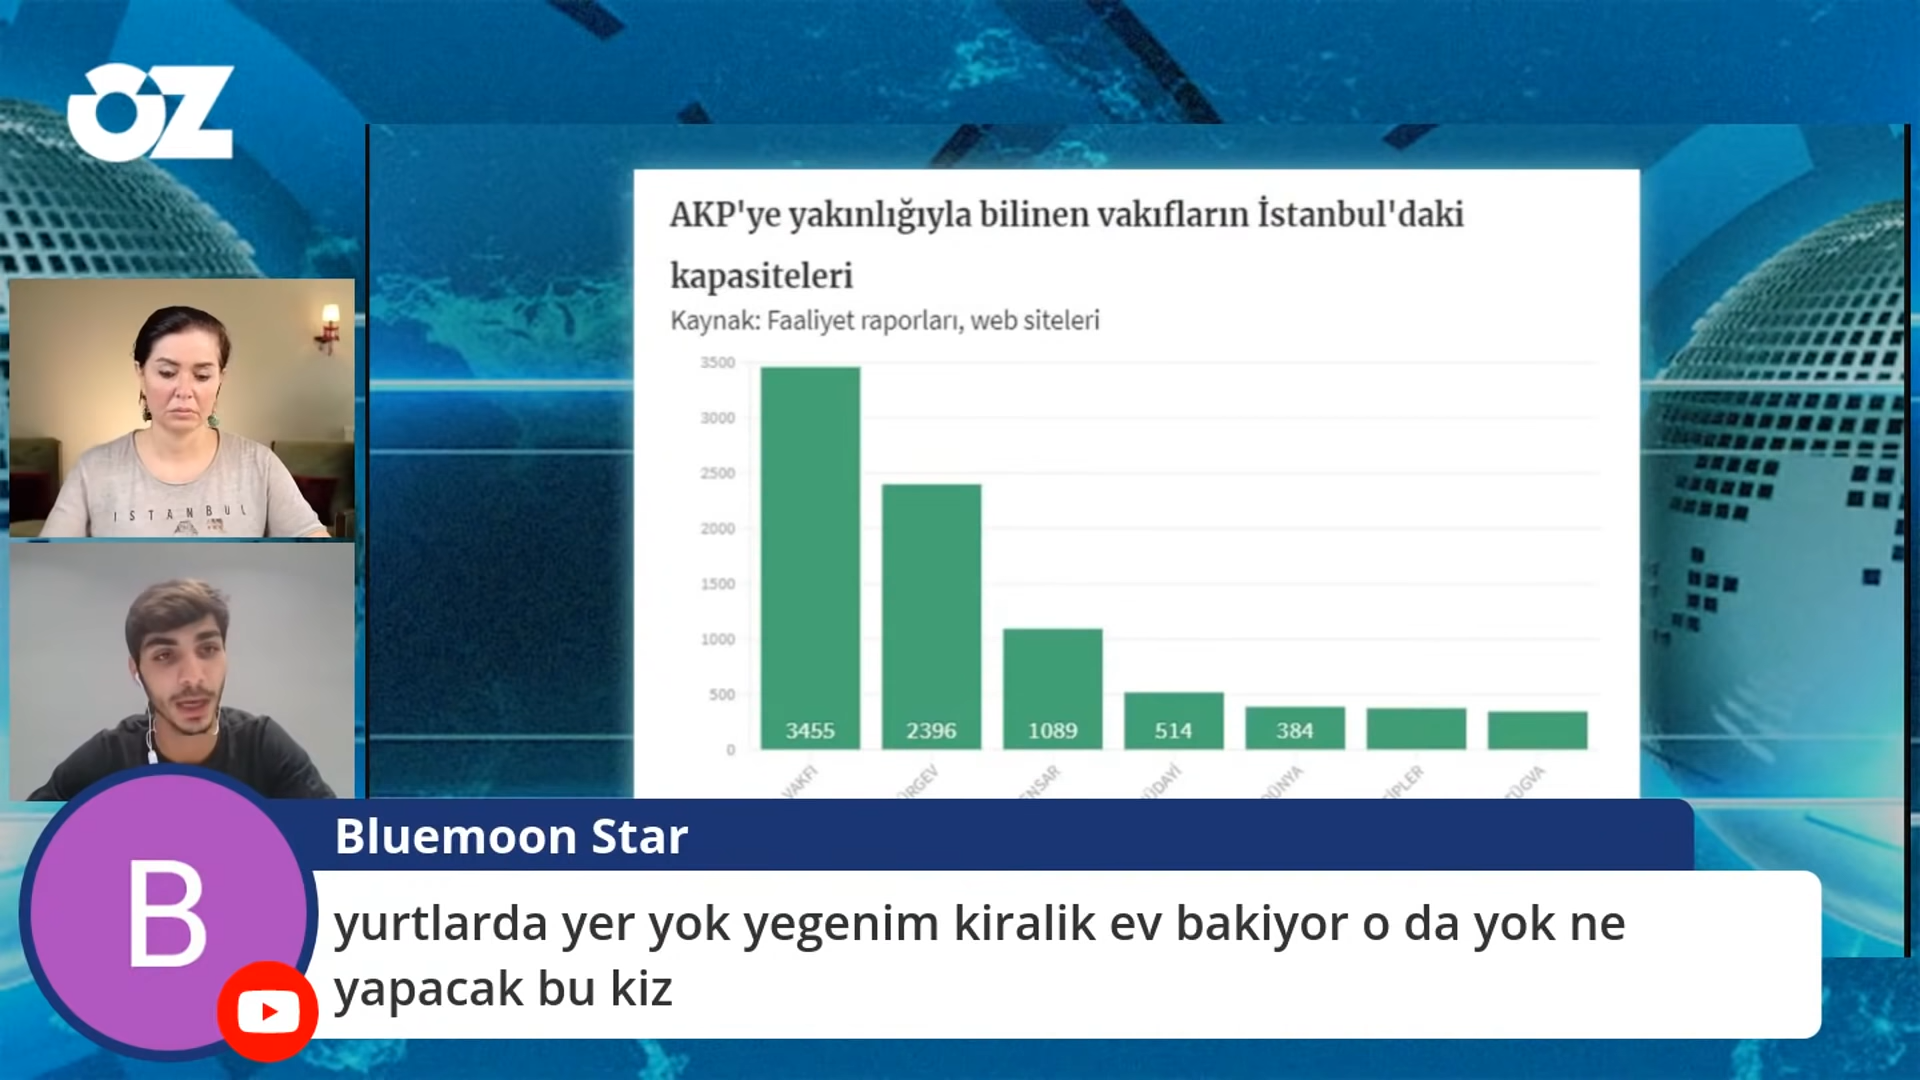 ÖZ
AKP'ye yakınlığıyla bilinen vakıfların İstanbul'daki
kapasiteleri
Kaynak: Faaliyet raporları, web siteleri
3500
3000
2500
2000
1500
1000
500
0
3455 2396 1089 514 384
VAKFI
ISTANBUL
B
Bluemoon Star
yurtlarda yer yok yegenim kiralik ev bakiyor o da yok ne
yapacak bu kiz